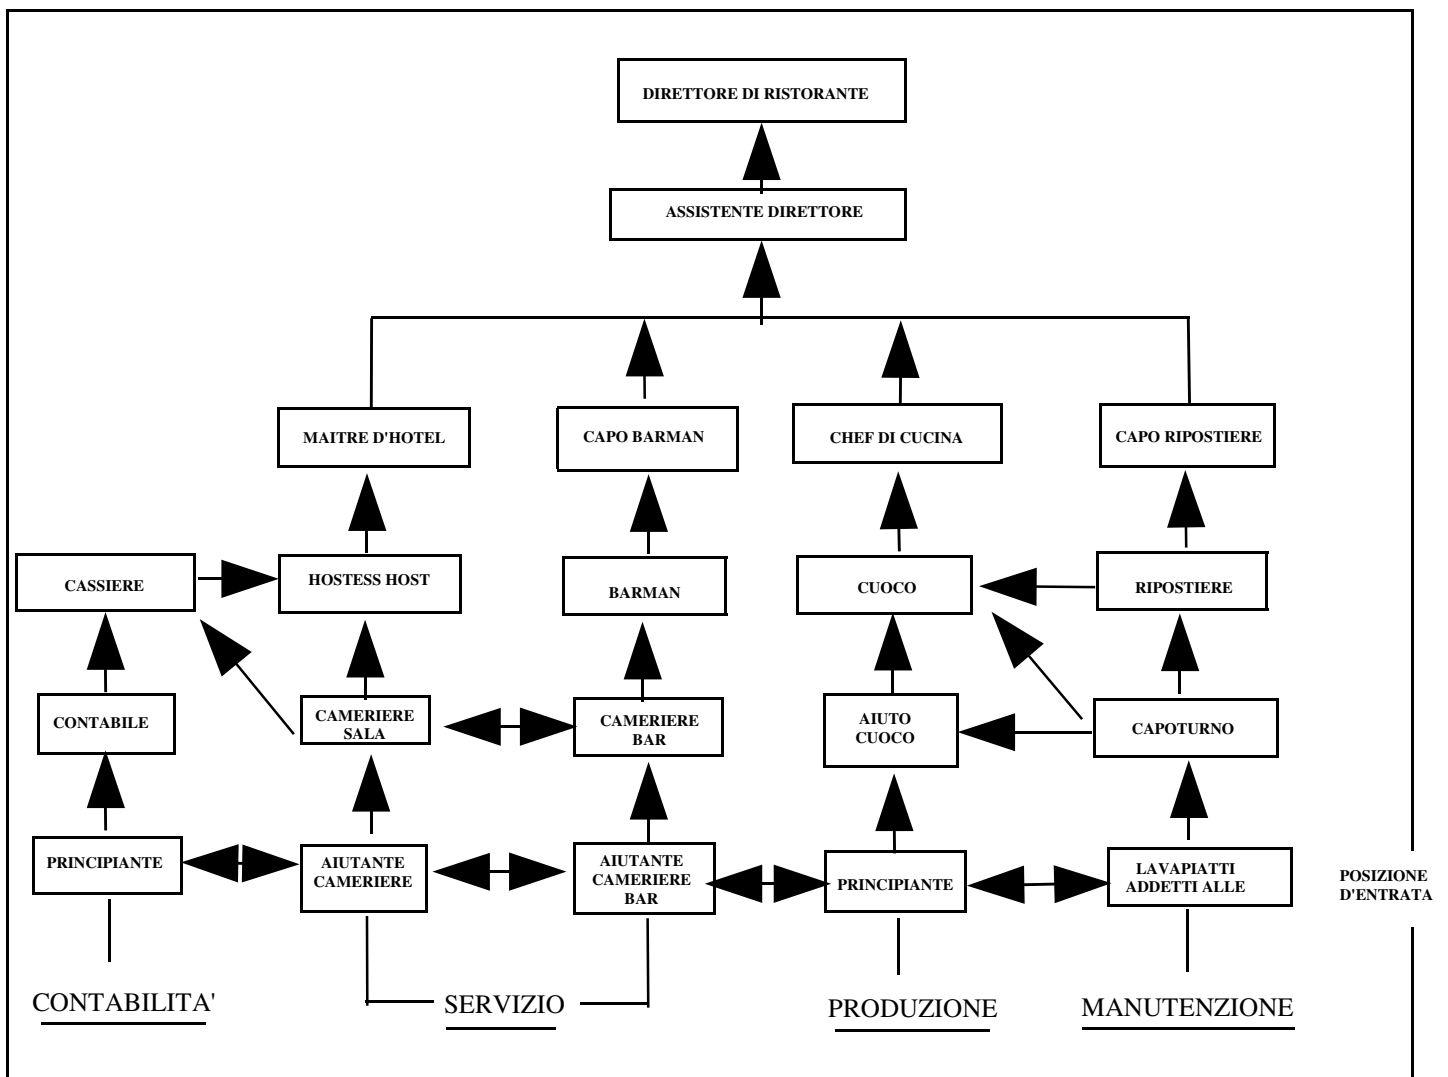 DIRETTORE DI RISTORANTE
ASSISTENTE DIRETTORE
MAITRE D'HOTEL
CAPO BARMAN
CHEF DI CUCINA
CAPO RIPOSTIERE
CASSIERE
HOSTESS HOST
BARMAN
CUOCO
RIPOSTIERE
CONTABILE
CAMERIERE
SALA
CAMERIERE
BAR
AIUTO
CUOCO
CAPOTURNO
PRINCIPIANTE
AIUTANTE
CAMERIERE
AIUTANTE
CAMERIERE
BAR
PRINCIPIANTE
LAVAPIATTI
ADDETTI ALLE
POSIZIONE
D'ENTRATA
CONTABILITA'
SERVIZIO
PRODUZIONE
MANUTENZIONE